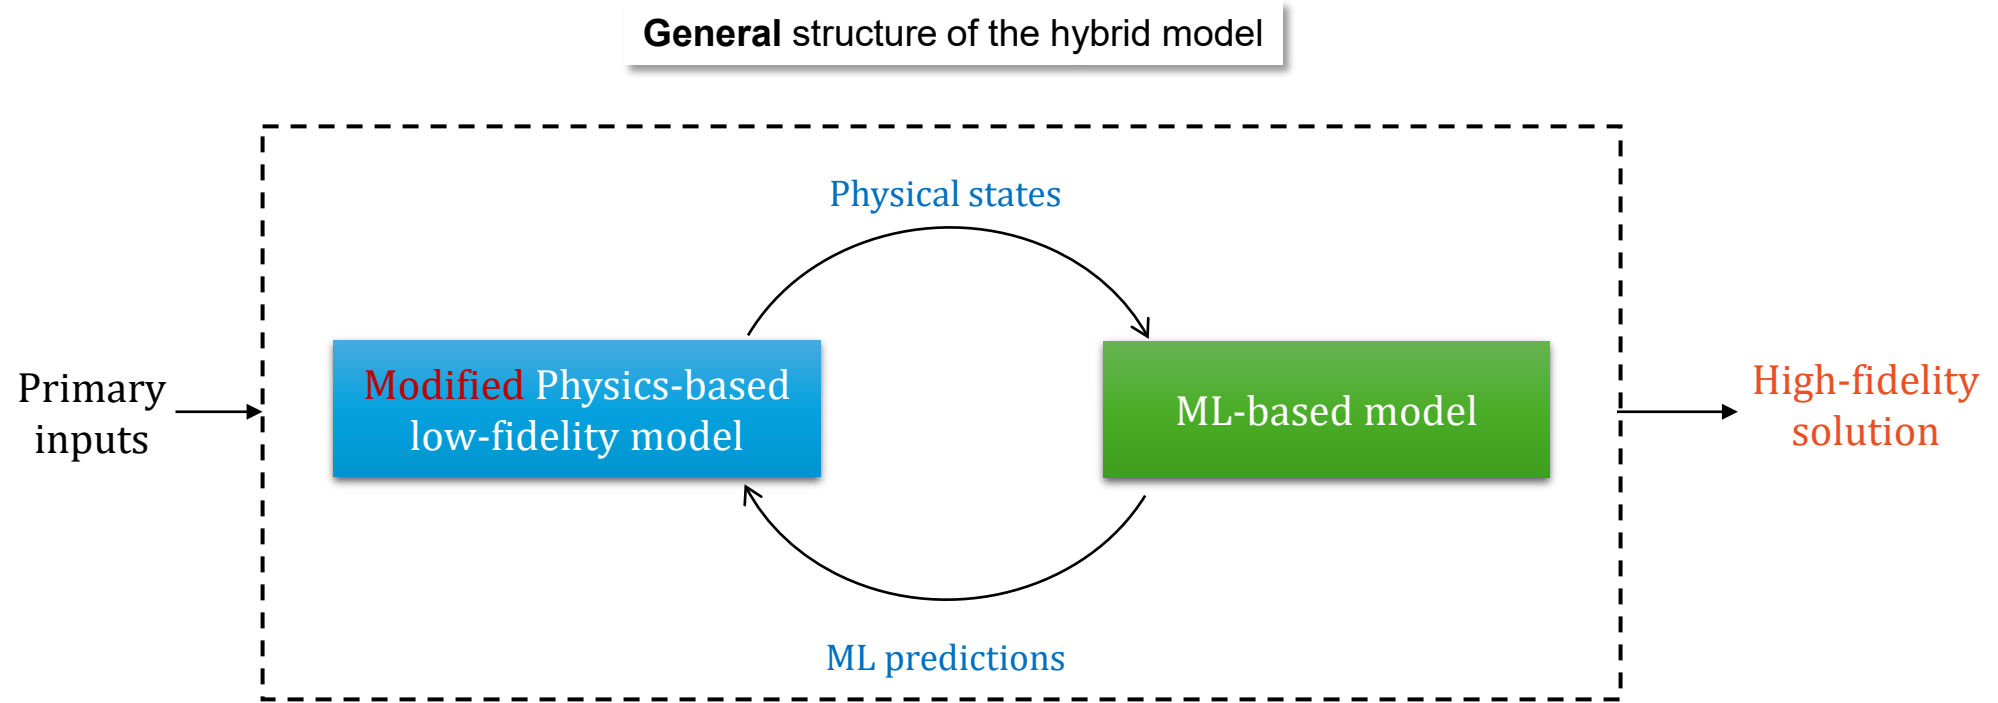 General structure of the hybrid model
Physical states
Primary
inputs
Modified Physics-based
low-fidelity model
ML-based model
High-fidelity
solution
ML predictions